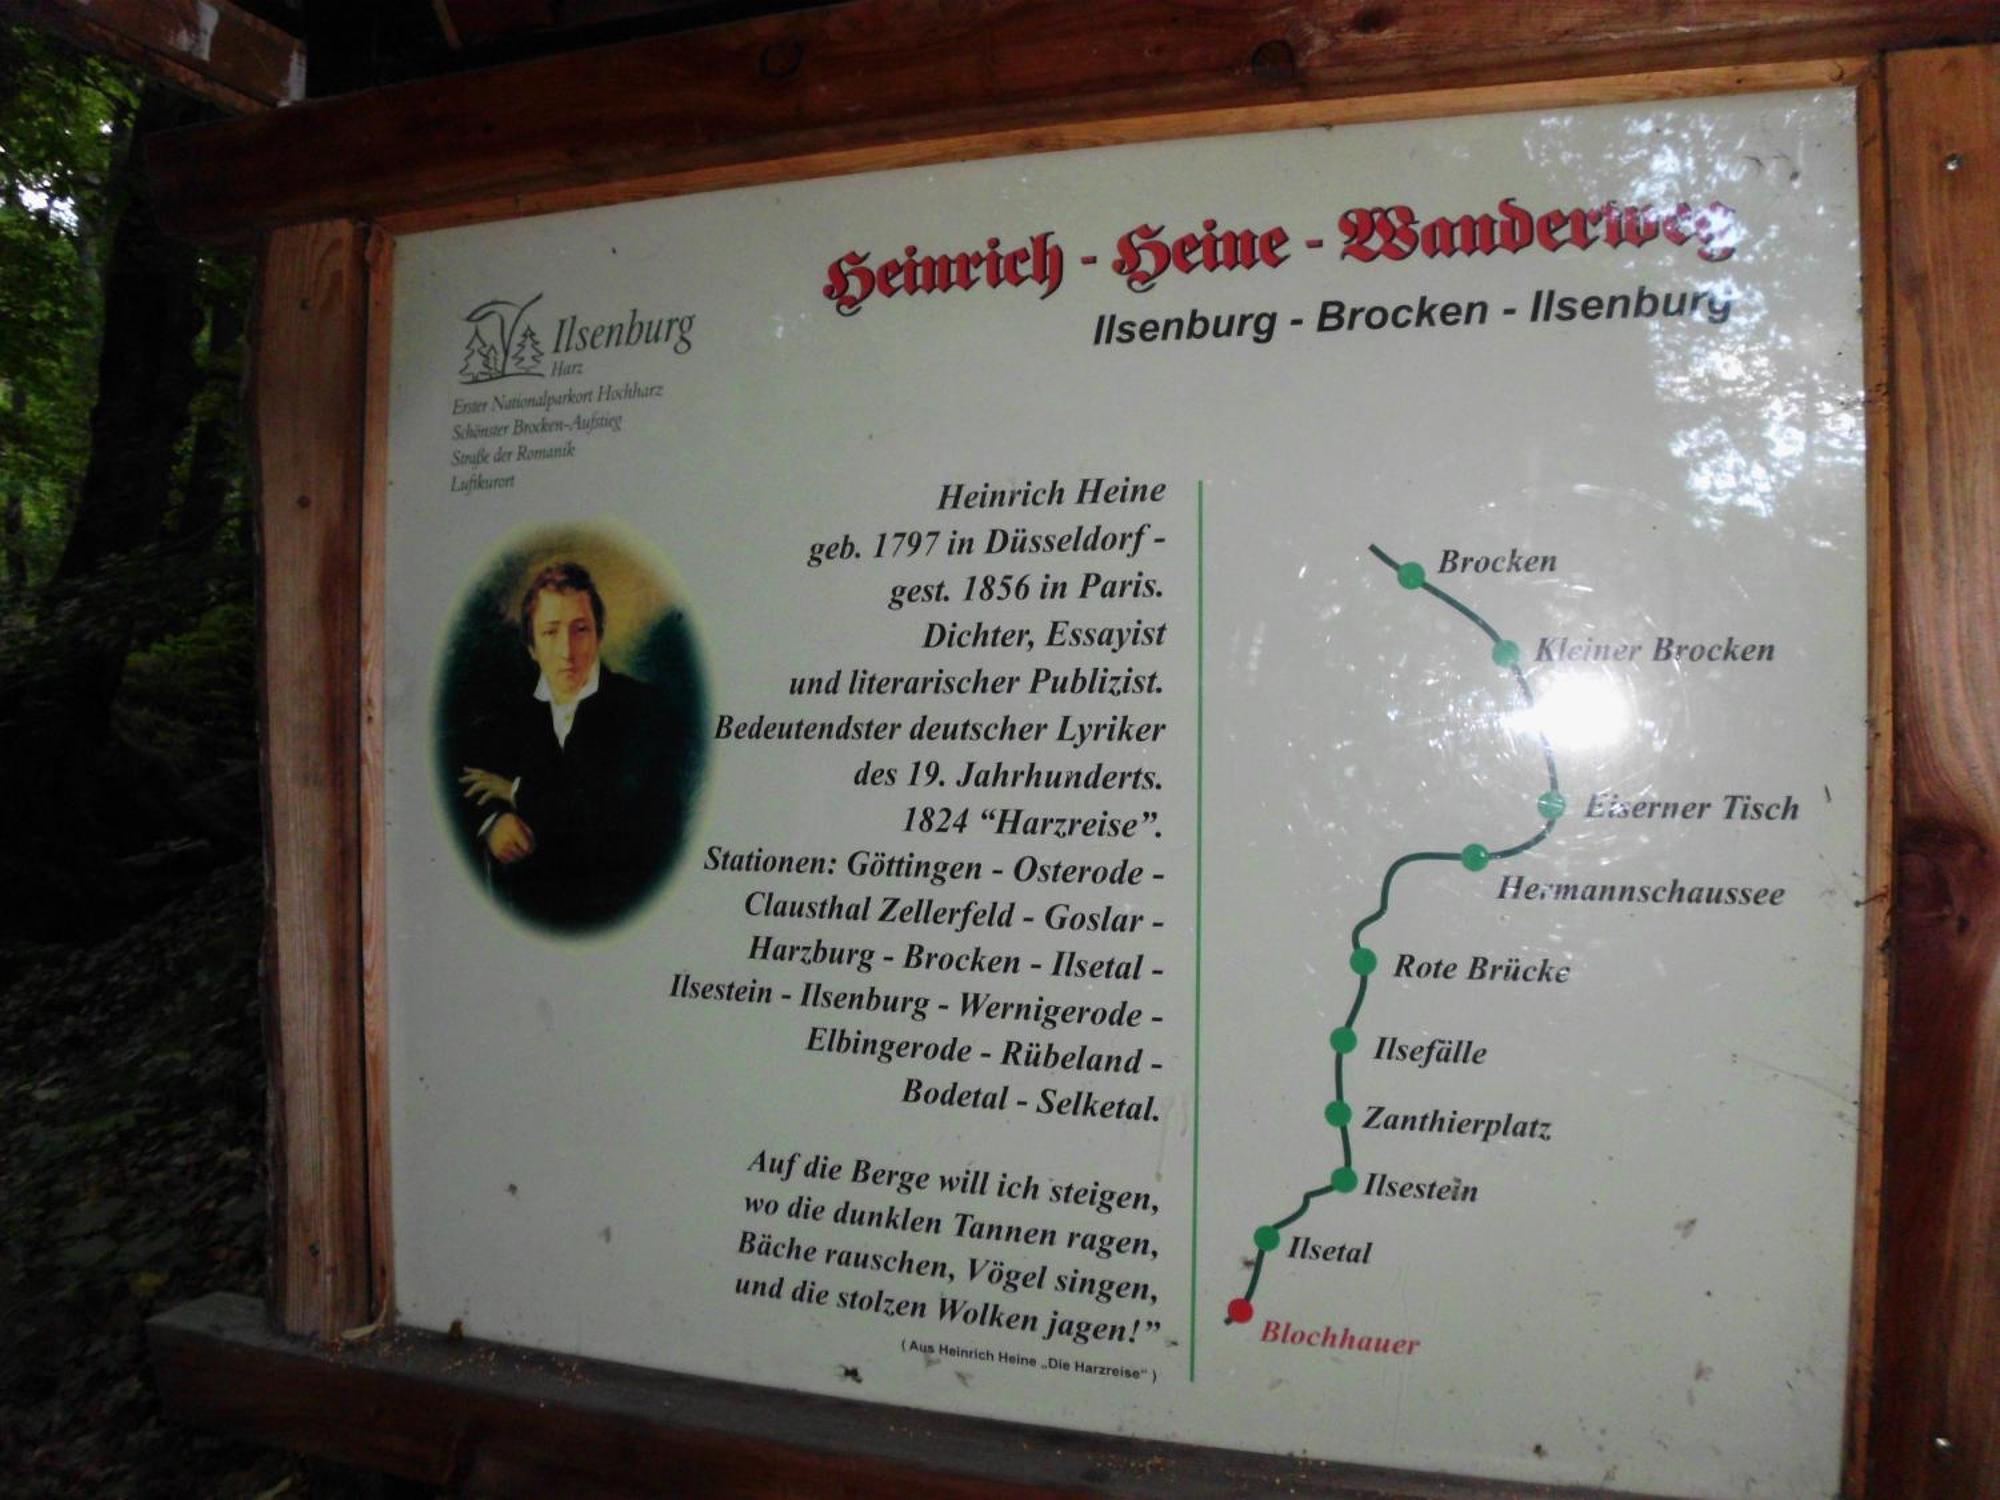 Heinrich - Heine - Wanderweg
Ilsenburg - Brocken - Ilsenburg
Ilsenburg
Harz
Erster Nationalparkort Hochharz
Schönster Brocken-Aufstieg
Straße der Romanik
Luftkurort
Heinrich Heine
geb. 1797 in Düsseldorf -
gest. 1856 in Paris.
Dichter, Essayist
und literarischer Publizist.
Bedeutendster deutscher Lyriker
des 19. Jahrhunderts.
1824 “Harzreise”.
Stationen: Göttingen - Osterode -
Clausthal Zellerfeld - Goslar -
Harzburg - Brocken - Ilsetal -
Ilsestein - Ilsenburg - Wernigerode -
Elbingerode - Rübeland -
Bodetal - Selketal.
Auf die Berge will ich steigen,
wo die dunklen Tannen ragen,
Bäche rauschen, Vögel singen,
und die stolzen Wolken jagen!”
( Aus Heinrich Heine „Die Harzreise“ )
Brocken
Kleiner Brocken
Eiserner Tisch
Hermannschaussee
Rote Brücke
Ilsefälle
Zanthierplatz
Ilsestein
Ilsetal
Blochhauer